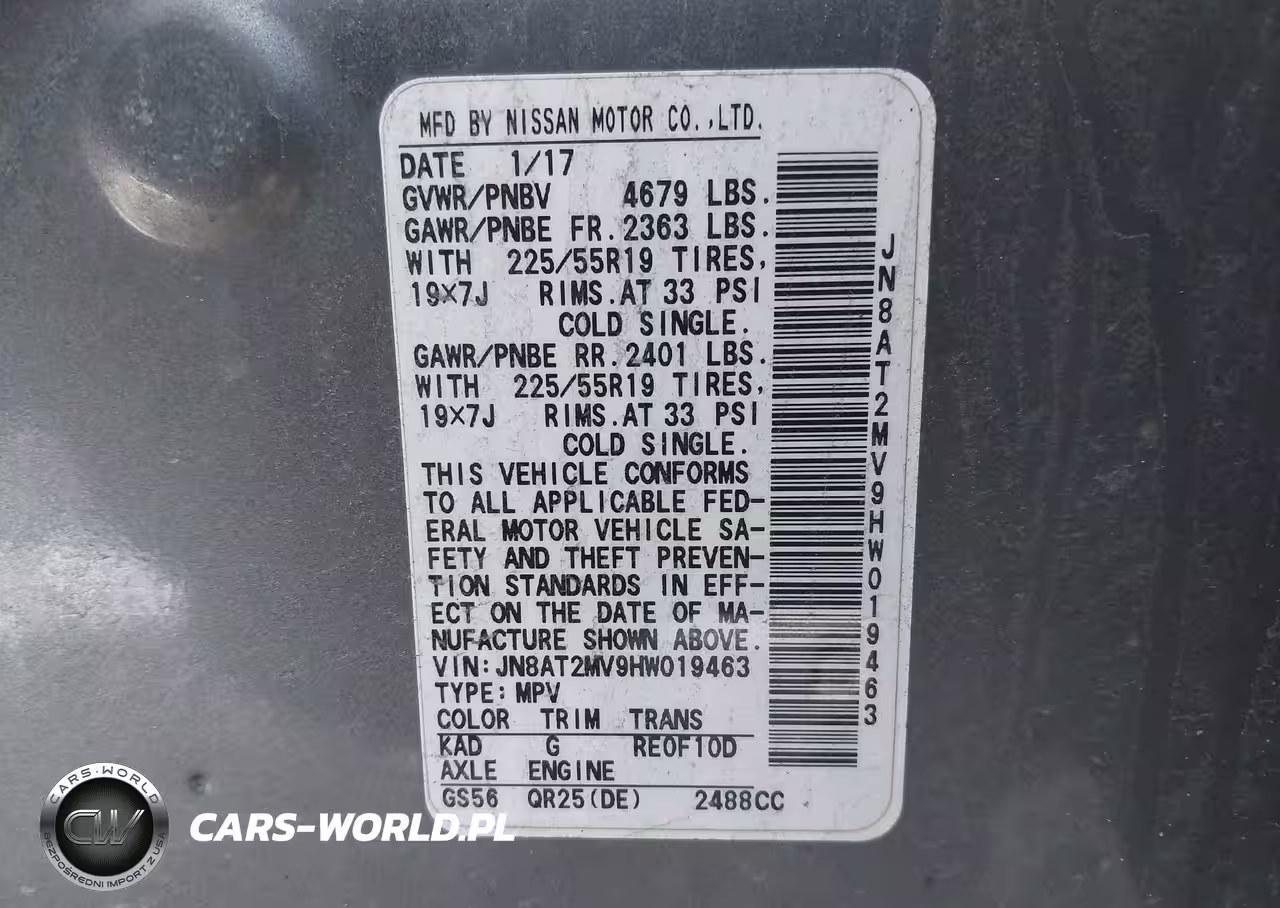 MFD BY NISSAN MOTOR CO.,LTD.
DATE 1/17
GVWR/PNBV 4679 LBS.
GAWR/PNBE FR. 2363 LBS.
WITH 225/55R19 TIRES,
19×7J RIMS.AT 33 PSI
COLD SINGLE.
GAWR/PNBE RR. 2401 LBS.
WITH 225/55R19 TIRES,
19×7J RIMS.AT 33 PSI
COLD SINGLE.
THIS VEHICLE CONFORMS
TO ALL APPLICABLE FED-
ERAL MOTOR VEHICLE SA-
FETY AND THEFT PREVEN-
TION STANDARDS IN EFF-
ECT ON THE DATE OF MA-
NUFACTURE SHOWN ABOVE.
VIN:JN8AT2MV9HW019463
TYPE:MPV
COLOR TRIM TRANS
KAD G RE0F10D
AXLE ENGINE
GS56 QR25(DE) 2488CC
JN8AT2MV9HW019463
CARS-WORLD
CW
BEZPOŚREDNI IMPORT Z USA
CARS-WORLD.PL